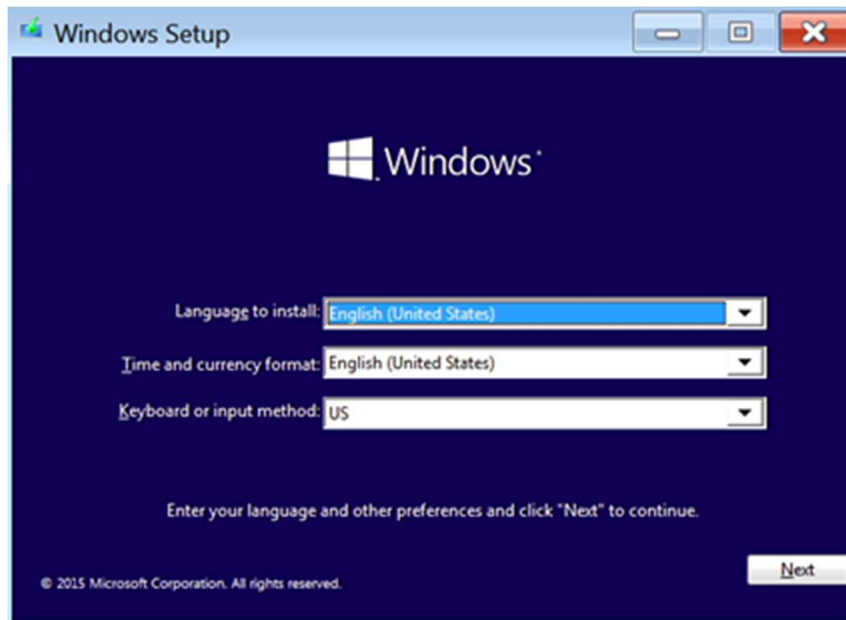 Windows Setup
Windows
Language to install: English (United States)
Time and currency format: English (United States)
Keyboard or input method: US
Enter your language and other preferences and click "Next" to continue.
Next
© 2015 Microsoft Corporation. All rights reserved.